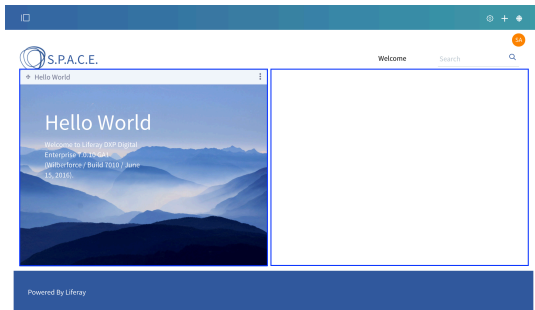 SA
S.P.A.C.E.
Welcome
Search
Hello World
Hello World
Welcome to Liferay DXP Digital
Enterprise 7.0.10 GA1
(Wilberforce / Build 7010 / June
15, 2016).
Powered By Liferay